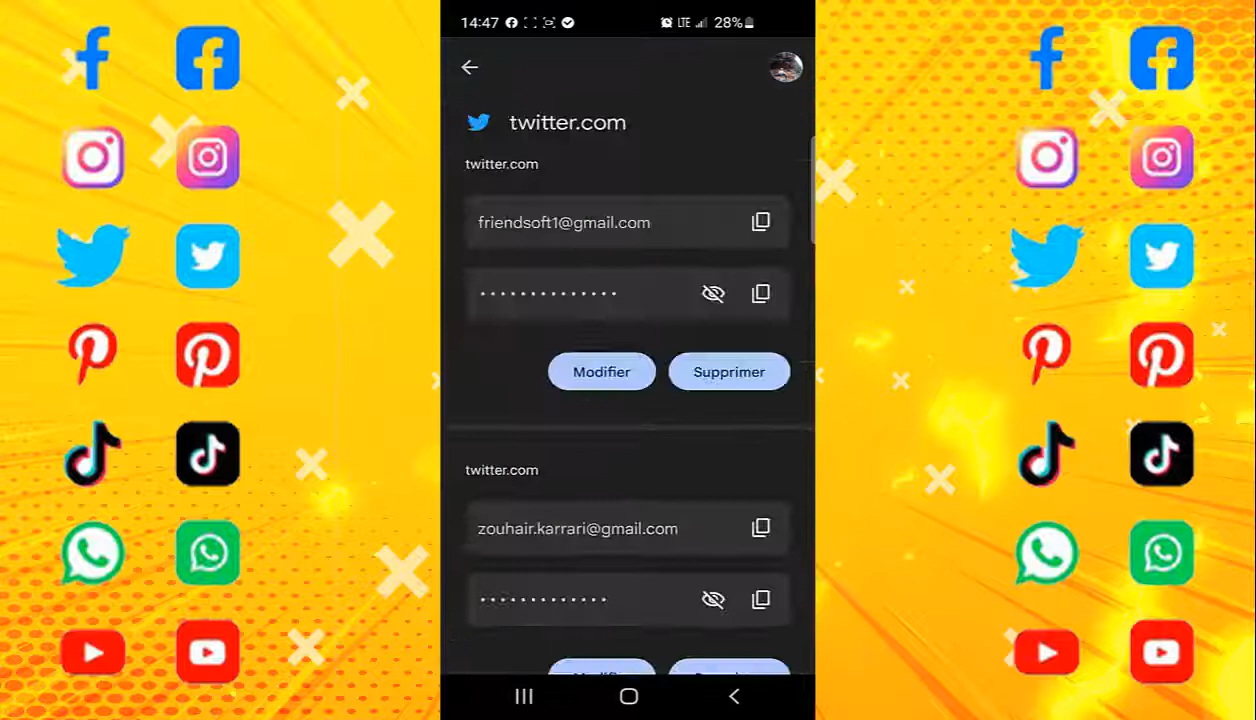 14:47 LTE 28%
twitter.com
twitter.com
friendsoft1@gmail.com
••••••••••••••
Modifier Supprimer
twitter.com
zouhair.karrari@gmail.com
•••••••••••••